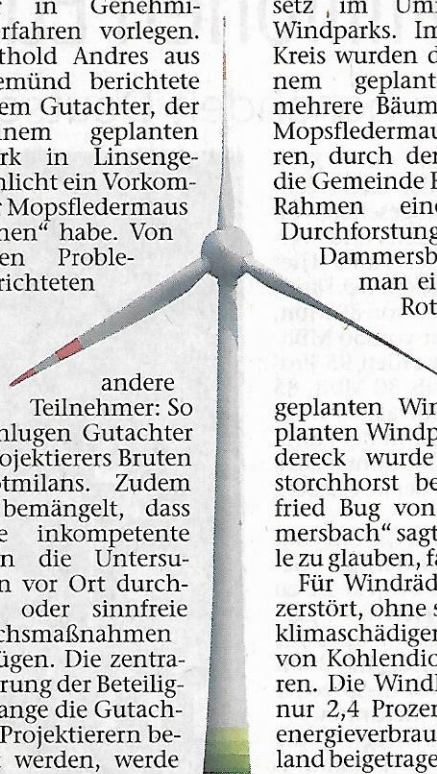 in Genehmi-
erfahren vorlegen.
thold Andres aus
emünd berichtete
em Gutachter, der
inem geplanten
rk in Linsenge-
nlicht ein Vorkom-
r Mopsfledermaus
hen“ habe. Von
en Proble-
richteten
andere
Teilnehmer: So
hlugen Gutachter
ojektierers Bruten
otmilans. Zudem
bemängelt, dass
e inkompetente
n die Untersu-
n vor Ort durch-
oder sinnfreie
chsmaßnahmen
ügen. Die zentra-
rung der Beteilig-
ange die Gutach-
Projektierern be-
werden, werde
setz im Um
Windparks. Im
Kreis wurden d
nem geplant
mehrere Bäum
Mopsfledermau
ren, durch der
die Gemeinde
Rahmen eine
Durchforstung
Dammersb
man ei
Rot
geplanten Win
planten Windp
dereck wurde
storchhorst be
fried Bug von
mersbach“ sagt
le zu glauben, fa
Für Windräd
zerstört, ohne s
klimaschädiger
von Kohlendio
ren. Die Windl
nur 2,4 Prozen
energieverbrau
land beigetrage